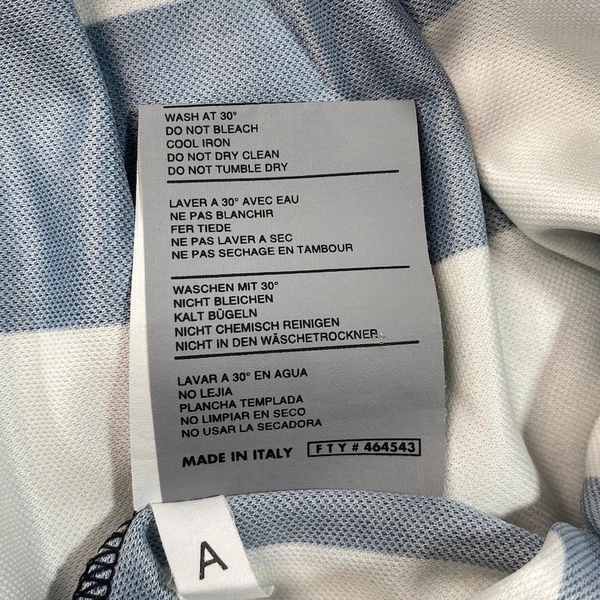 WASH AT 30°
DO NOT BLEACH
COOL IRON
DO NOT DRY CLEAN
DO NOT TUMBLE DRY
LAVER A 30° AVEC EAU
NE PAS BLANCHIR
FER TIEDE
NE PAS LAVER A SEC
NE PAS SECHAGE EN TAMBOUR
WASCHEN MIT 30°
NICHT BLEICHEN
KALT BÜGELN
NICHT CHEMISCH REINIGEN
NICHT IN DEN WÄSCHETROCKNER
LAVAR A 30° EN AGUA
NO LEJIA
PLANCHA TEMPLADA
NO LIMPIAR EN SECO
NO USAR LA SECADORA
MADE IN ITALY FTY # 464543
A